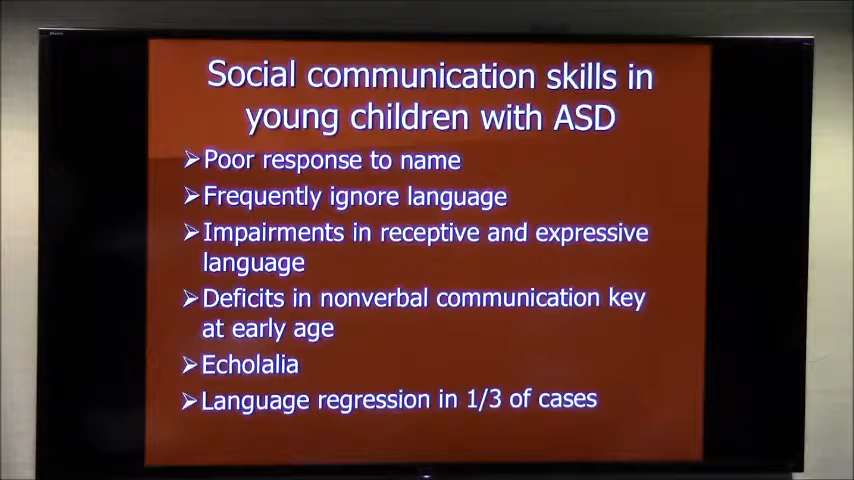 Social communication skills in
young children with ASD
➢Poor response to name
➢Frequently ignore language
➢Impairments in receptive and expressive
language
➢Deficits in nonverbal communication key
at early age
➢Echolalia
➢Language regression in 1/3 of cases